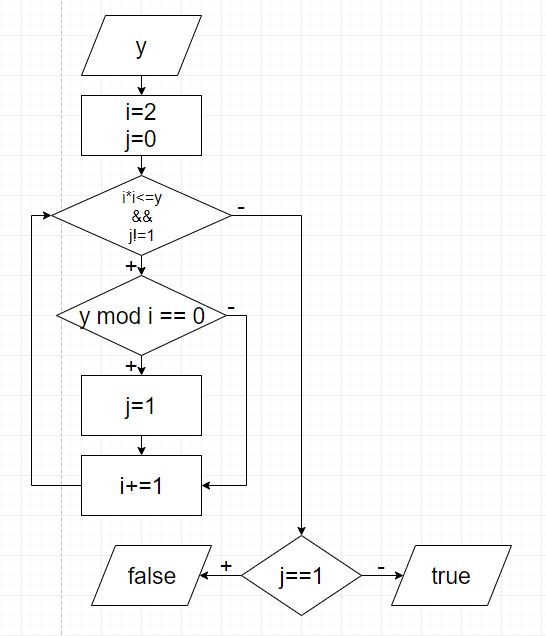 y
i=2
j=0
i*i<=y
&&
j!=1
-
+
y mod i == 0
-
+
j=1
i+=1
false
+
j==1
-
true